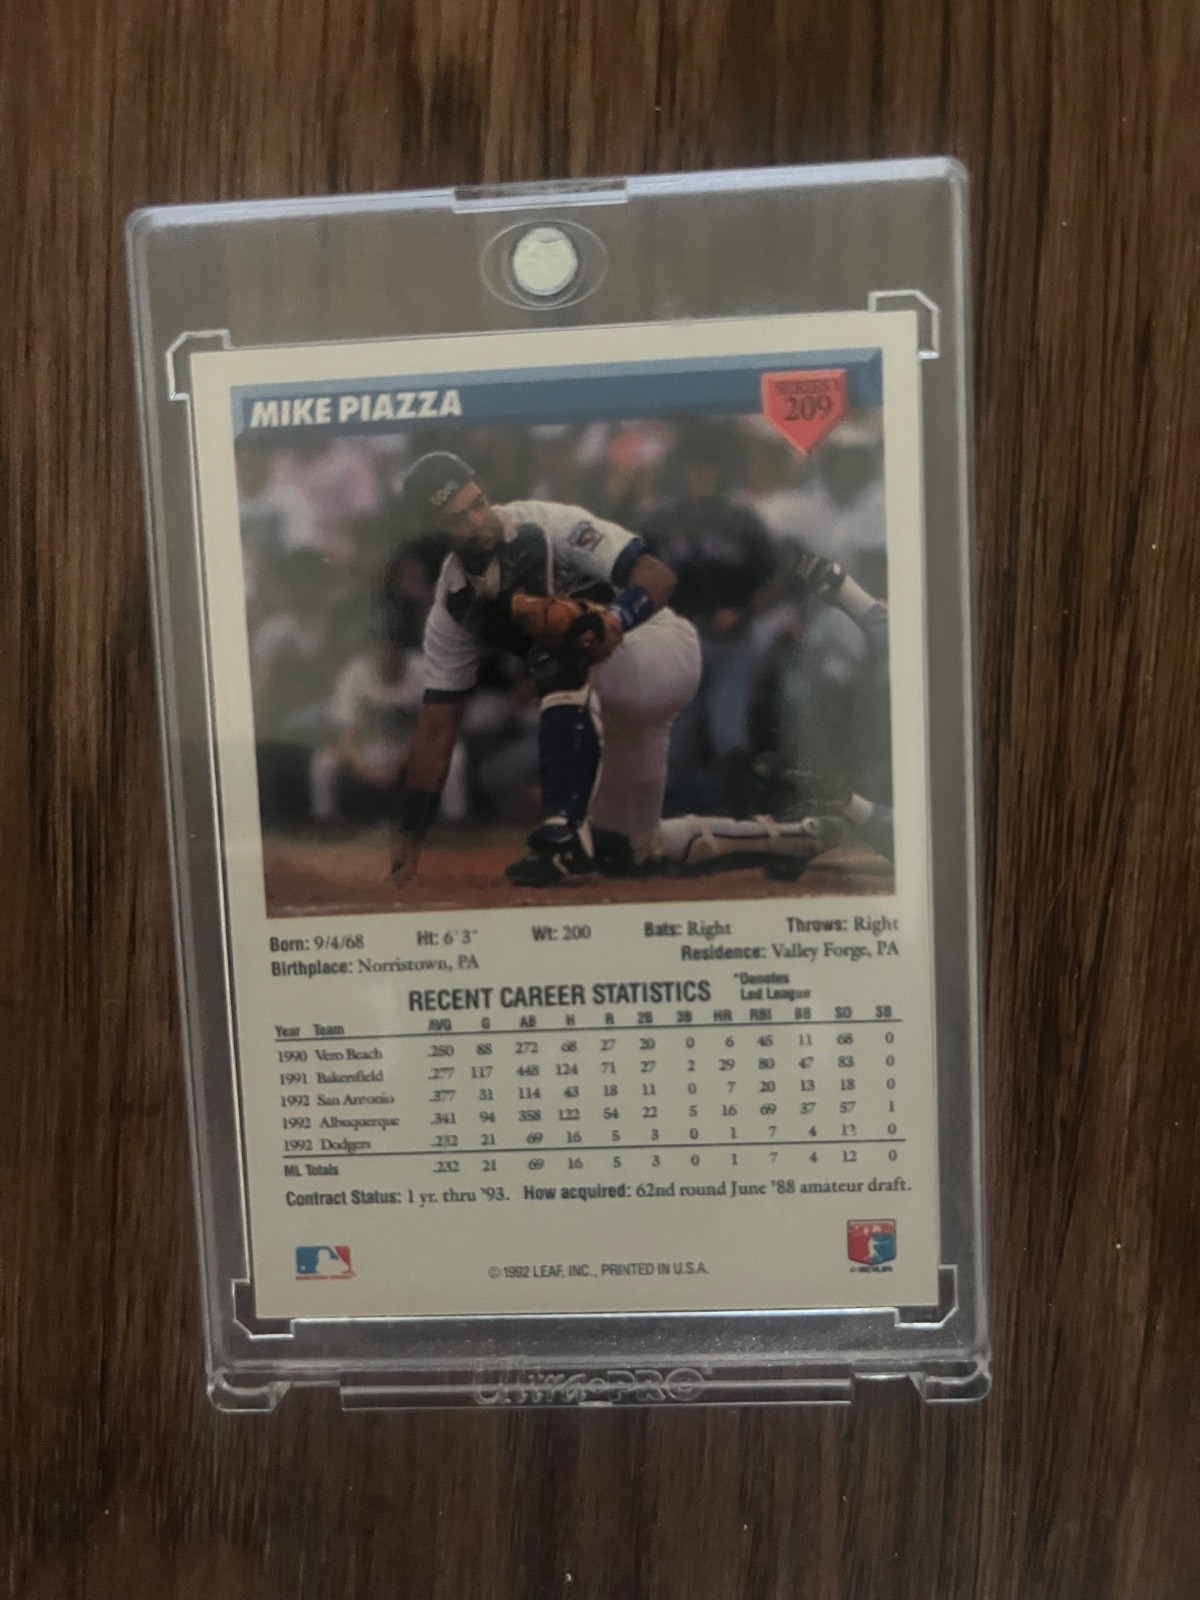 MIKE PIAZZA
SERIES 1
209
Born: 9/4/68 Ht: 6'3" Wt: 200 Bats: Right Throws: Right
Birthplace: Norristown, PA Residence: Valley Forge, PA
RECENT CAREER STATISTICS *Denotes Led League
Year Team AVG G AB H R 2B 3B HR RBI BB SO SB
1990 Vero Beach .250 88 272 68 27 20 0 6 45 11 68 0
1991 Bakersfield .277 117 448 124 71 27 2 29 80 47 83 0
1992 San Antonio .377 31 114 43 18 11 0 7 20 13 18 0
1992 Albuquerque .341 94 358 122 54 22 5 16 69 37 57 1
1992 Dodgers .232 21 69 16 5 3 0 1 7 4 13 0
ML Totals .232 21 69 16 5 3 0 1 7 4 12 0
Contract Status: 1 yr. thru '93. How acquired: 62nd round June '88 amateur draft.
©1992 LEAF, INC., PRINTED IN U.S.A.
Ultra•PRO